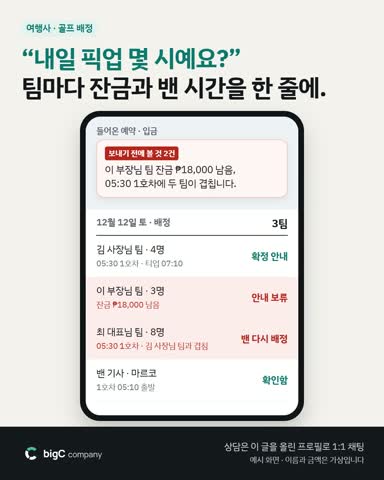 여행사 · 골프 배정
“내일 픽업 몇 시예요?”
팀마다 잔금과 밴 시간을 한 줄에.
들어온 예약 · 입금
보내기 전에 볼 것 2건
이 부장님 팀 잔금 ₱18,000 남음,
05:30 1호차에 두 팀이 겹칩니다.
12월 12일 토 · 배정 3팀
김 사장님 팀 · 4명 확정 안내
05:30 1호차 · 티업 07:10
이 부장님 팀 · 3명 안내 보류
잔금 ₱18,000 남음
최 대표님 팀 · 8명 밴 다시 배정
05:30 1호차 · 김 사장님 팀과 겹침
밴 기사 · 마르코 확인함
1호차 05:10 출발
bigC company
상담은 이 글을 올린 프로필로 1:1 채팅
예시 화면 · 이름과 금액은 가상입니다